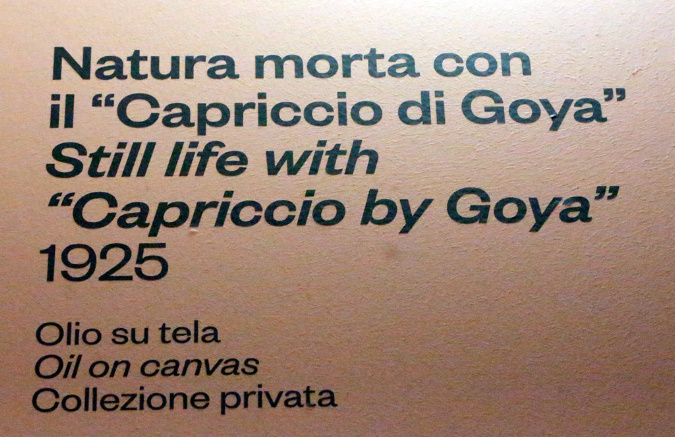 Natura morta con
il “Capriccio di Goya”
Still life with
“Capriccio by Goya”
1925
Olio su tela
Oil on canvas
Collezione privata